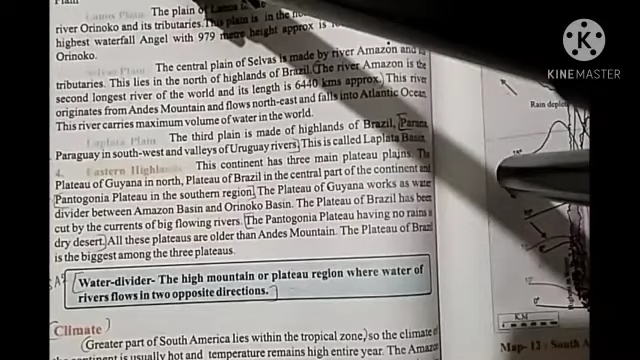 Plain
Lanos Plain The plain of Lanos is
river Orinoko and its tributaries. This plain is in the
highest waterfall Angel with 979 metre height approx is
Orinoko.
Selvas Plain The central plain of Selvas is made by river Amazon and its
tributaries. This lies in the north of highlands of Brazil. The river Amazon is the
second longest river of the world and its length is 6440 kms approx. This river
originates from Andes Mountain and flows north-east and falls into Atlantic Ocean.
This river carries maximum volume of water in the world.
Laplata Plain The third plain is made of highlands of Brazil, Parana,
Paraguay in south-west and valleys of Uruguay rivers. This is called Laplata Basin.
4. Eastern Highlands This continent has three main plateau plains. The
Plateau of Guyana in north, Plateau of Brazil in the central part of the continent and
Pantogonia Plateau in the southern region. The Plateau of Guyana works as water
divider between Amazon Basin and Orinoko Basin. The Plateau of Brazil has been
cut by the currents of big flowing rivers. The Pantogonia Plateau having no rains is
dry desert. All these plateaus are older than Andes Mountain. The Plateau of Brazil
is the biggest among the three plateaus.
Water-divider- The high mountain or plateau region where water of
rivers flows in two opposite directions.
Climate
Greater part of South America lies within the tropical zone, so the climate of
the continent is usually hot and temperature remains high entire year. The Amazon
Rain deplet
0°
K.M
Map-12 : South A
KINEMASTER